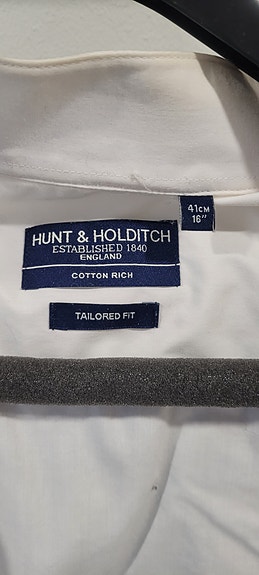 41CM
16"
HUNT & HOLDITCH
ESTABLISHED 1840
ENGLAND
COTTON RICH
TAILORED FIT